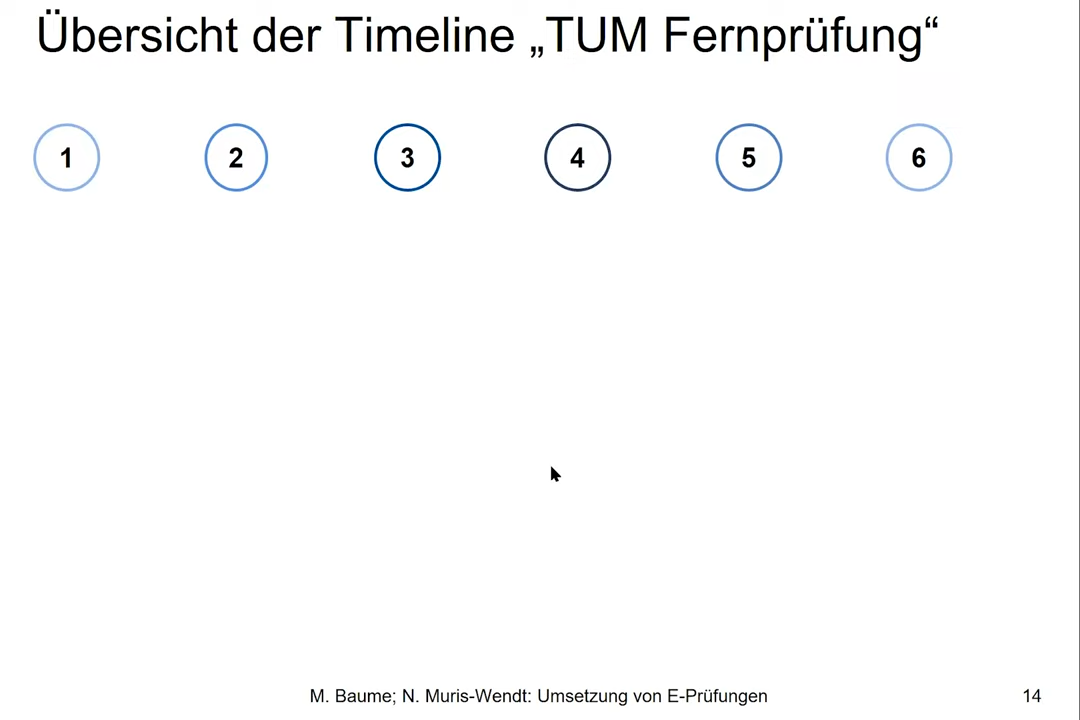 Übersicht der Timeline „TUM Fernprüfung“
1 2 3 4 5 6
M. Baume; N. Muris-Wendt: Umsetzung von E-Prüfungen 14